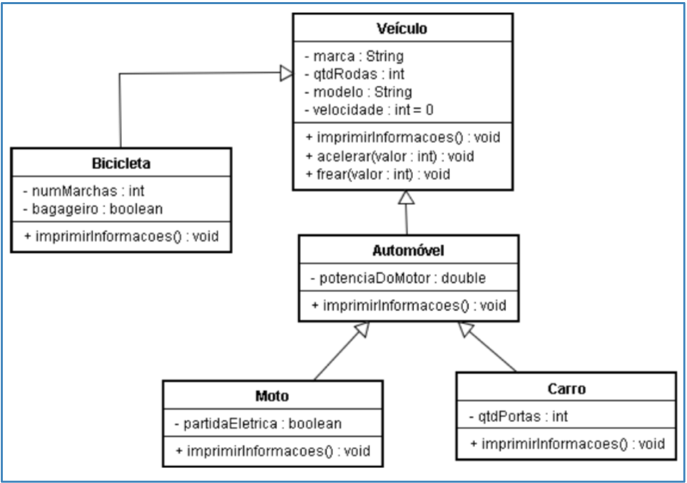 Veículo
- marca : String
- qtdRodas : int
- modelo : String
- velocidade : int = 0
+ imprimirInformacoes() : void
+ acelerar(valor : int) : void
+ frear(valor : int) : void
Bicicleta
- numMarchas : int
- bagageiro : boolean
+ imprimirInformacoes() : void
Automóvel
- potenciaDoMotor : double
+ imprimirInformacoes() : void
Moto
- partidaEletrica : boolean
+ imprimirInformacoes() : void
Carro
- qtdPortas : int
+ imprimirInformacoes() : void